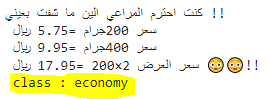 كنت احترم المراعي الين ما شفت بعيني !!
سعر 200جرام =5.75 ريال
سعر 400جرام =9.95 ريال
سعر العرض 2×200 =17.95 ريال 😳😳!!
class : economy